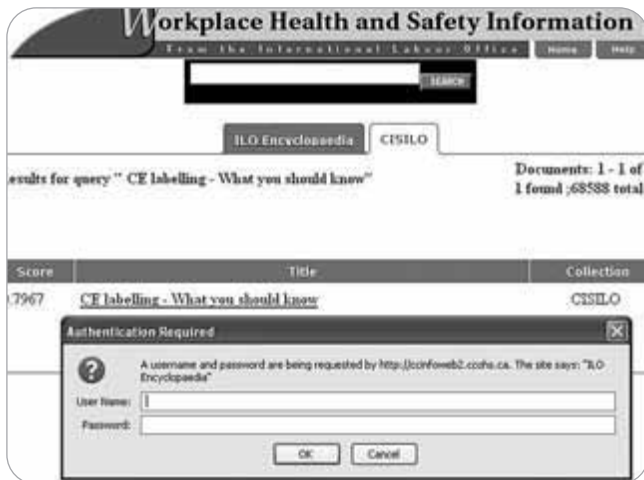 Workplace Health and Safety Information
From the International Labour Office Home Help
SEARCH
ILO Encyclopaedia CISILO
esults for query " CE labelling - What you should know"
Documents: 1 - 1 of
1 found ;68588 total
Score Title Collection
.7967 CE labelling - What you should know CISILO
Authentication Required
A username and password are being requested by http://ccinfoweb2.ccohs.ca. The site says: "ILO
Encyclopaedia"
User Name:
Password:
OK Cancel